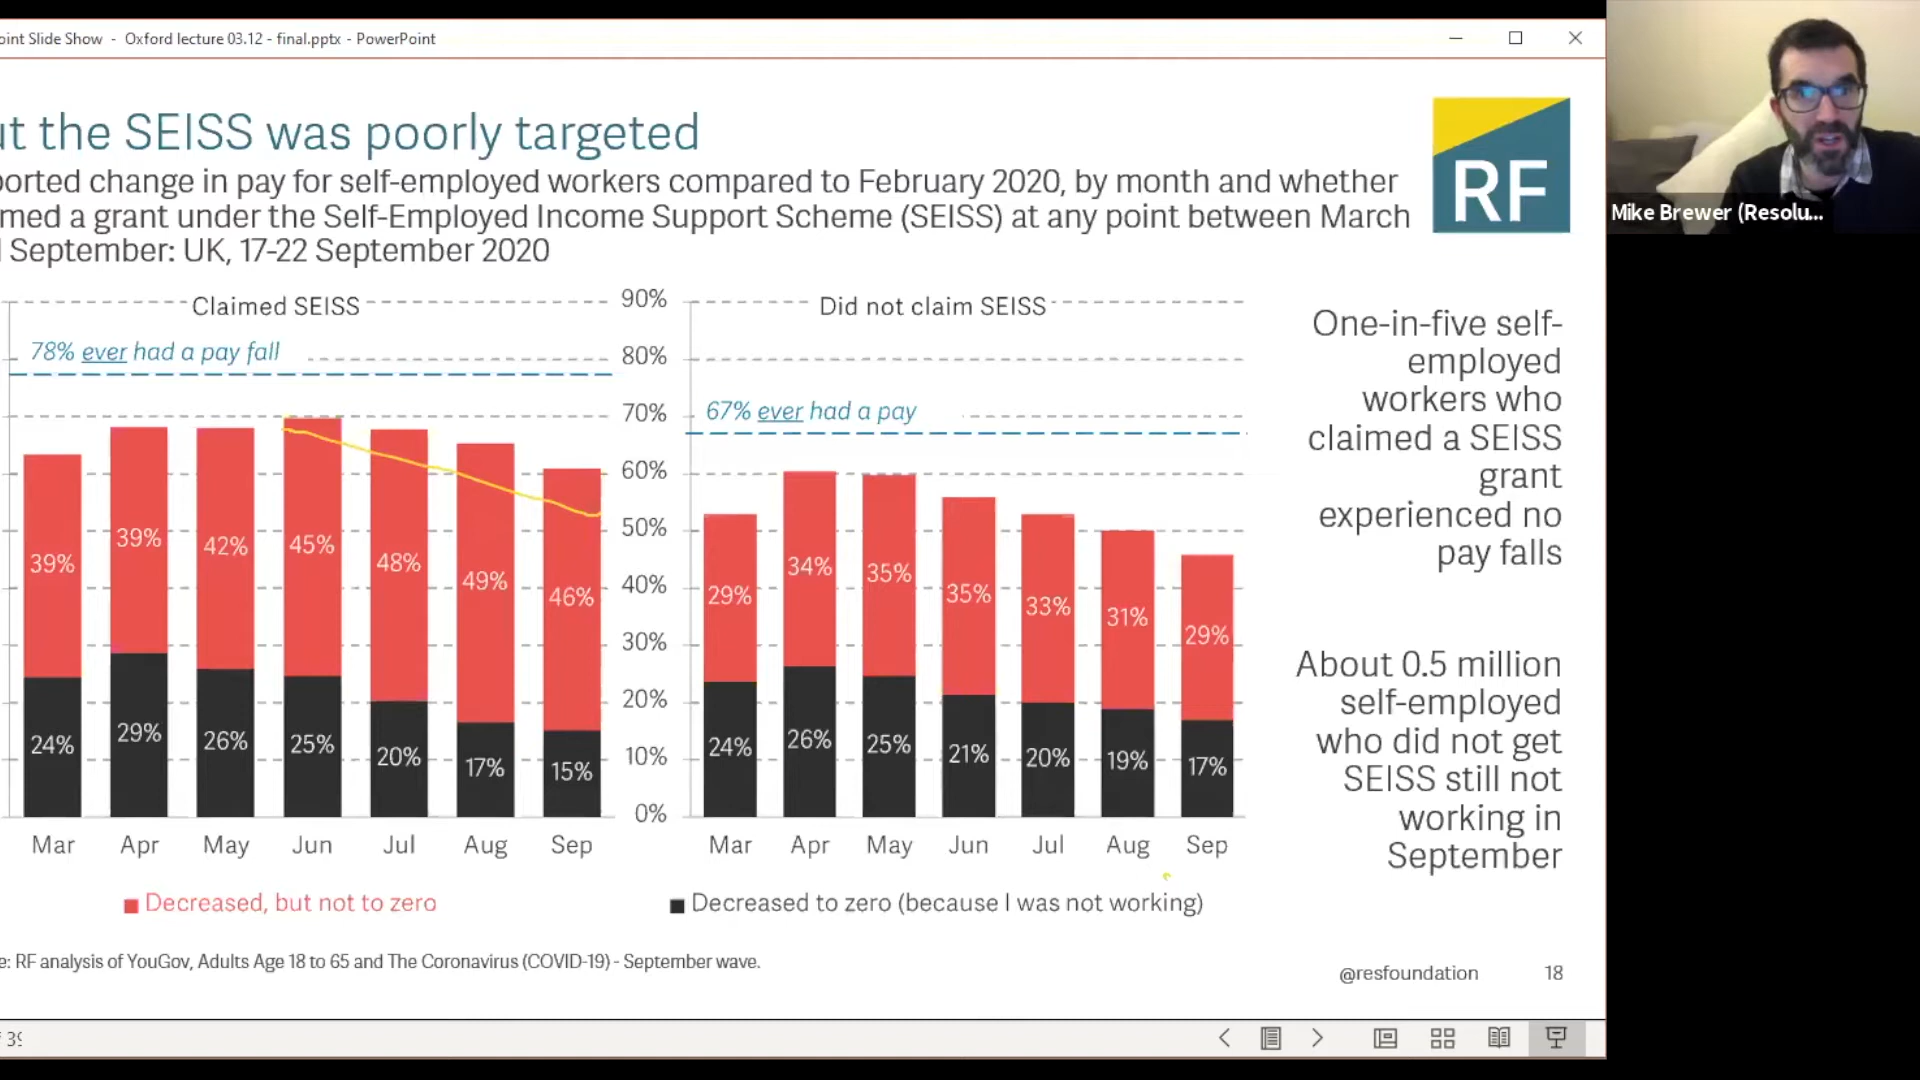 oint Slide Show - Oxford lecture 03.12 - final.pptx - PowerPoint
ut the SEISS was poorly targeted
ported change in pay for self-employed workers compared to February 2020, by month and whether
med a grant under the Self-Employed Income Support Scheme (SEISS) at any point between March
September: UK, 17-22 September 2020
RF
Mike Brewer (Resolu...
Claimed SEISS
78% ever had a pay fall
39% 39% 42% 45% 48% 49% 46%
24% 29% 26% 25% 20% 17% 15%
Mar Apr May Jun Jul Aug Sep
90%
80%
70%
60%
50%
40%
30%
20%
10%
0%
Did not claim SEISS
67% ever had a pay
29% 34% 35% 35% 33% 31% 29%
24% 26% 25% 21% 20% 19% 17%
Mar Apr May Jun Jul Aug Sep
Decreased, but not to zero
Decreased to zero (because I was not working)
One-in-five self-
employed
workers who
claimed a SEISS
grant
experienced no
pay falls
About 0.5 million
self-employed
who did not get
SEISS still not
working in
September
e: RF analysis of YouGov, Adults Age 18 to 65 and The Coronavirus (COVID-19) - September wave.
@resfoundation
18